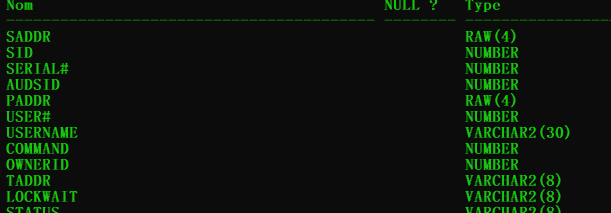 Nom NULL ? Type
----------------------------------------- -------- ----------------
SADDR RAW(4)
SID NUMBER
SERIAL# NUMBER
AUDSID NUMBER
PADDR RAW(4)
USER# NUMBER
USERNAME VARCHAR2(30)
COMMAND NUMBER
OWNERID NUMBER
TADDR VARCHAR2(8)
LOCKWAIT VARCHAR2(8)
STATUS VARCHAR2(8)